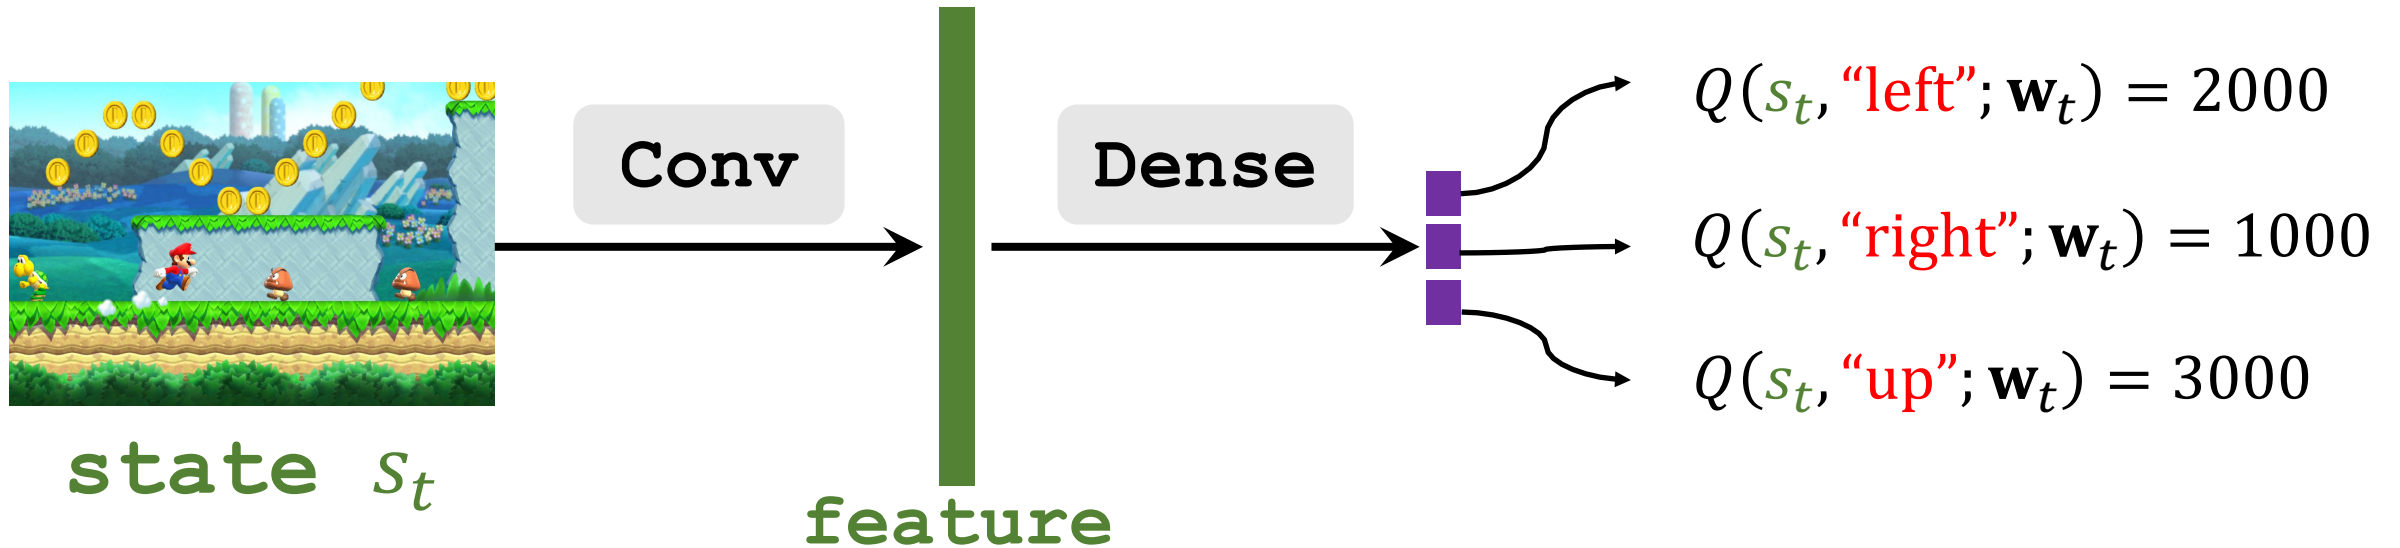 Conv
Dense
Q(sₜ, “left”; 𝐰ₜ) = 2000
Q(sₜ, “right”; 𝐰ₜ) = 1000
Q(sₜ, “up”; 𝐰ₜ) = 3000
state sₜ
feature